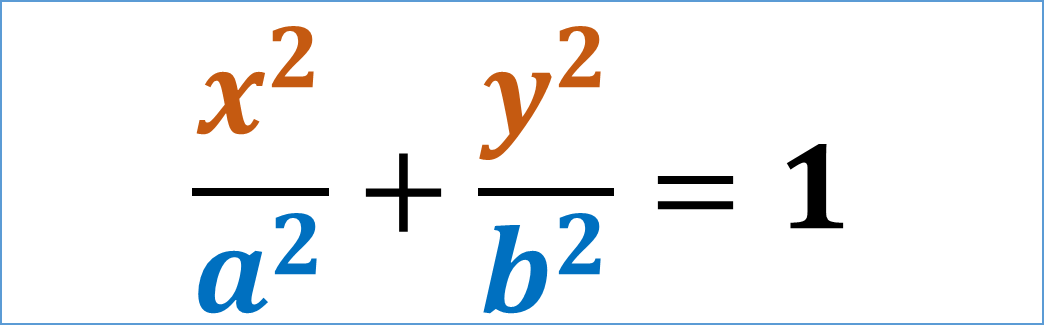 x²/a² + y²/b² = 1